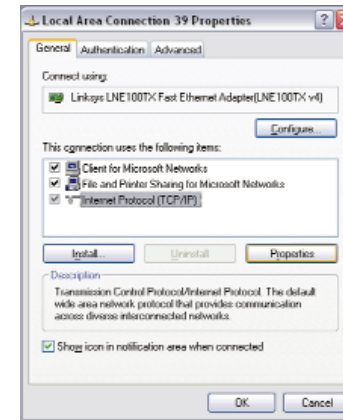 Local Area Connection 39 Properties
General Authentication Advanced
Connect using:
Linksys LNE100TX Fast Ethernet Adapter(LNE100TX v4)
Configure...
This connection uses the following items:
Client for Microsoft Networks
File and Printer Sharing for Microsoft Networks
Internet Protocol (TCP/IP)
Install... Uninstall Properties
Description
Transmission Control Protocol/Internet Protocol. The default
wide area network protocol that provides communication
across diverse interconnected networks.
Show icon in notification area when connected
OK Cancel